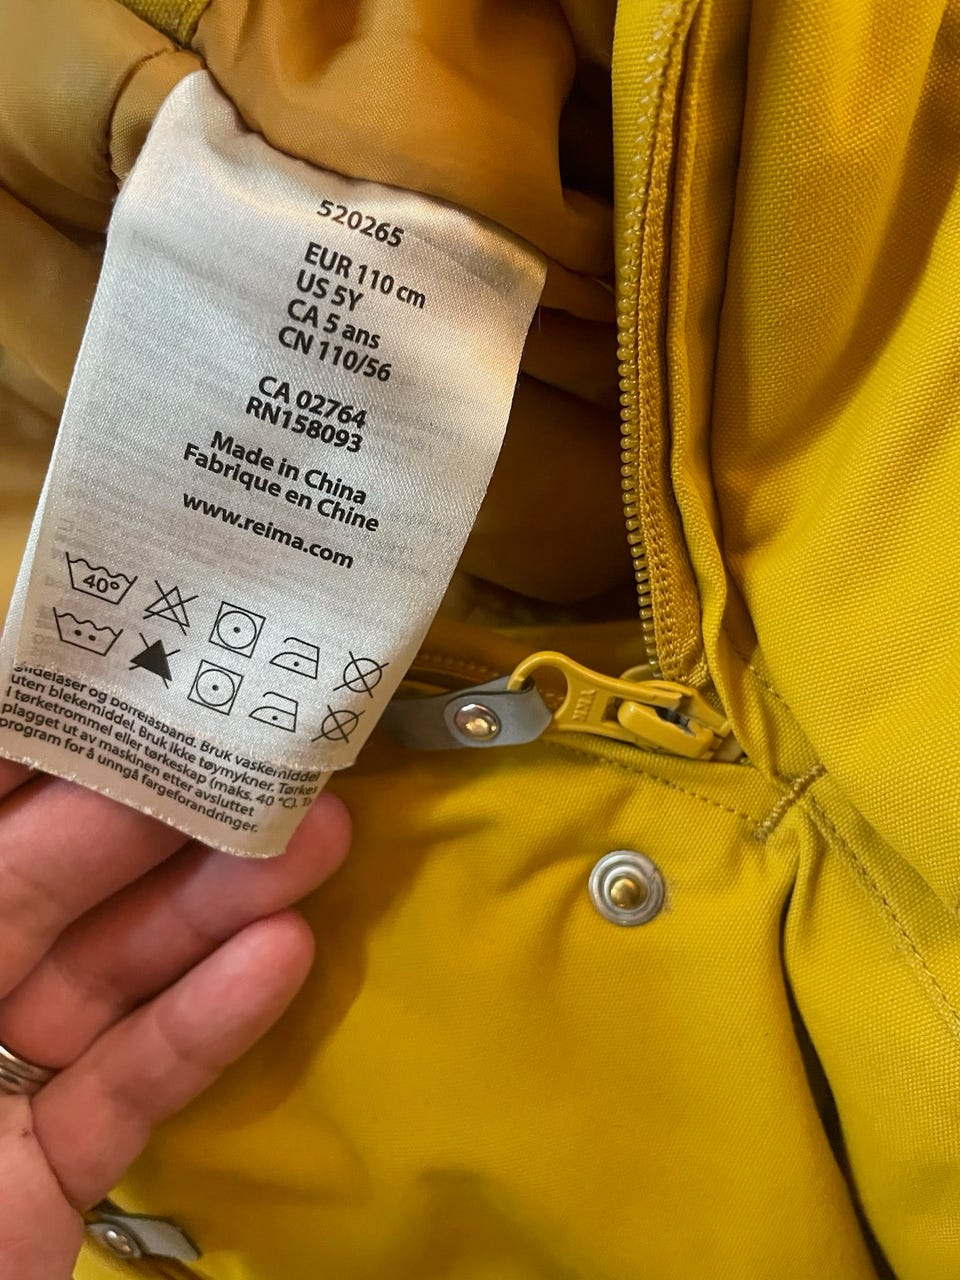 520265
EUR 110 cm
US 5Y
CA 5 ans
CN 110/56
CA 02764
RN158093
Made in China
Fabrique en Chine
www.reima.com
40°
glidelåser og borrelåsbånd. Bruk vaskemiddel
uten blekemiddel. Bruk ikke tøymykner. Tørkes
i tørketrommel eller tørkeskap (maks. 40 °C). Ta
plagget ut av maskinen etter avsluttet
program for å unngå fargeforandringer.
YKK